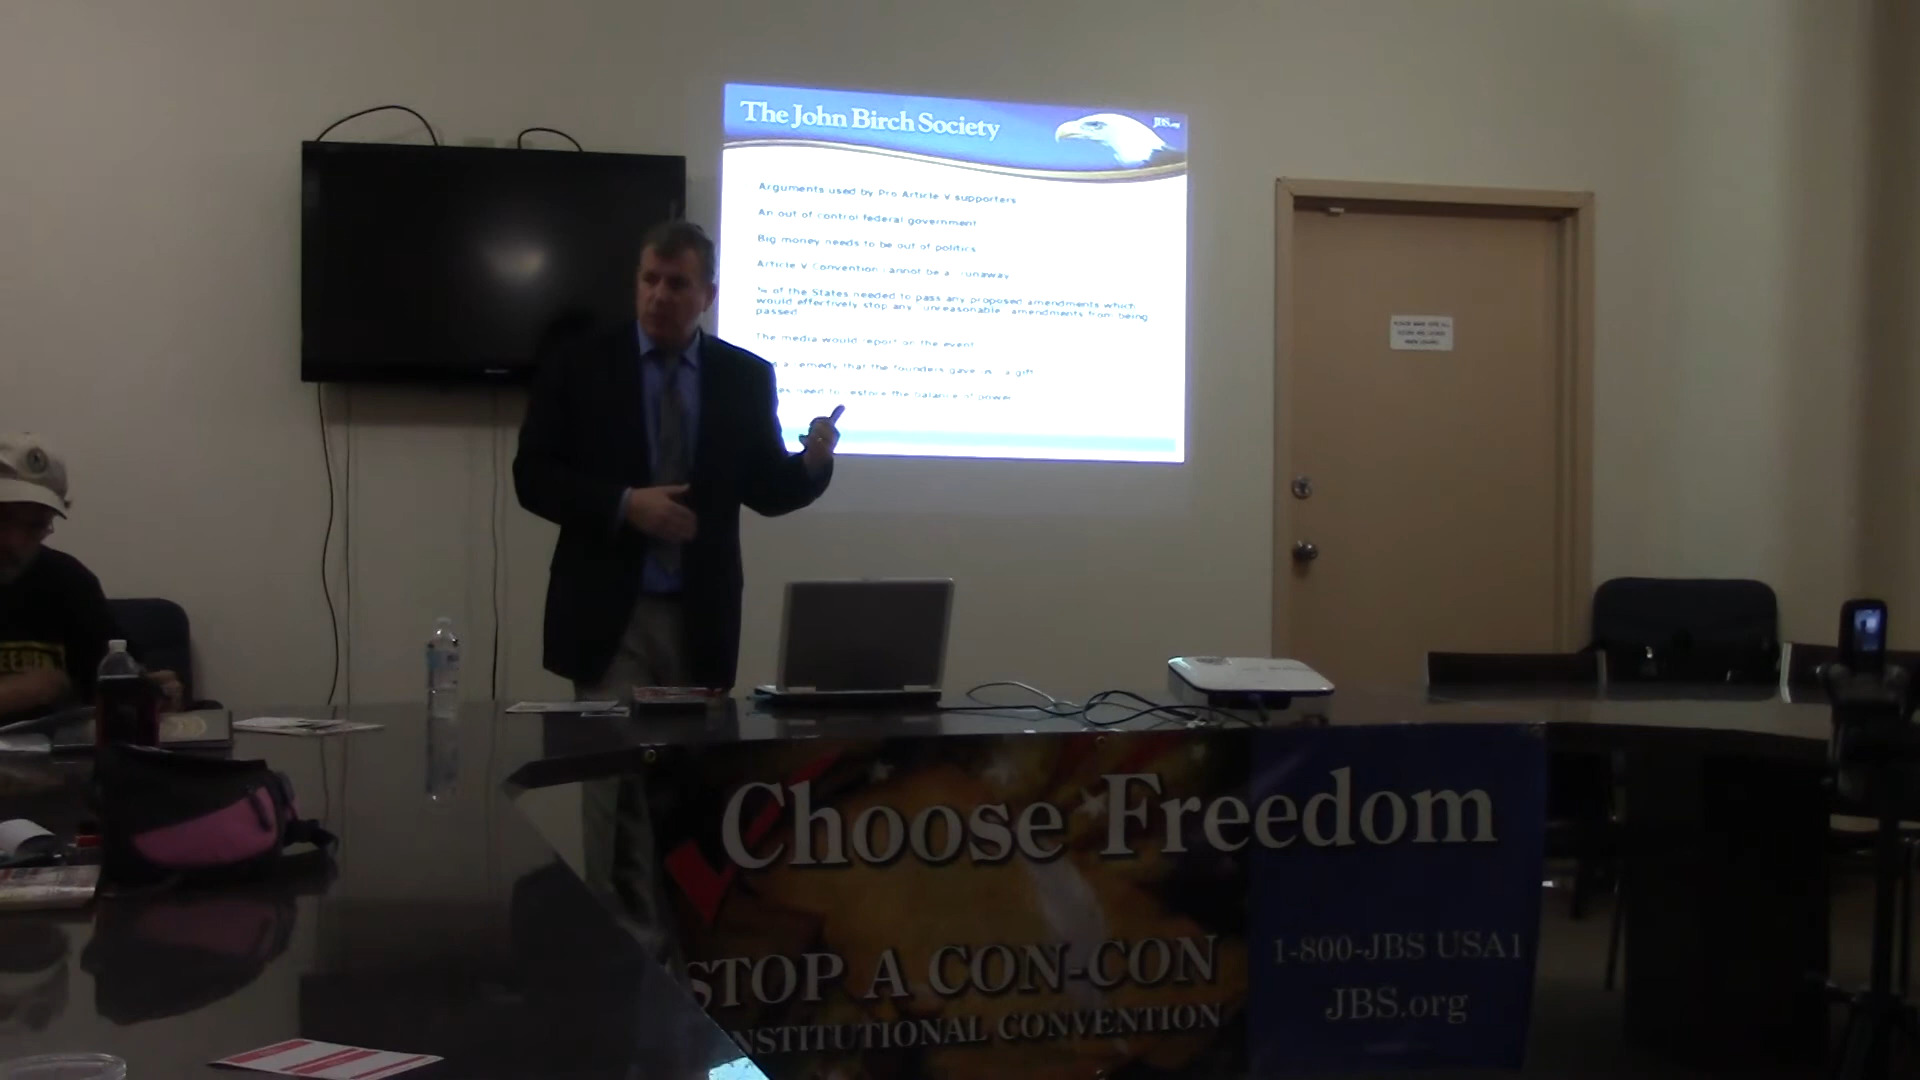 The John Birch Society
JBS.org
Arguments used by Pro Article V supporters
An out of control federal government
Big money needs to be out of politics
Article V Convention cannot be a runaway
¾ of the States needed to pass any proposed amendments which
would effectively stop any unreasonable amendments from being
passed
The media would report on the event
a remedy that the founders gave us a gift
need to restore the balance of power
Choose Freedom
STOP A CON-CON
NSTITUTIONAL CONVENTION
1-800-JBS USA1
JBS.org